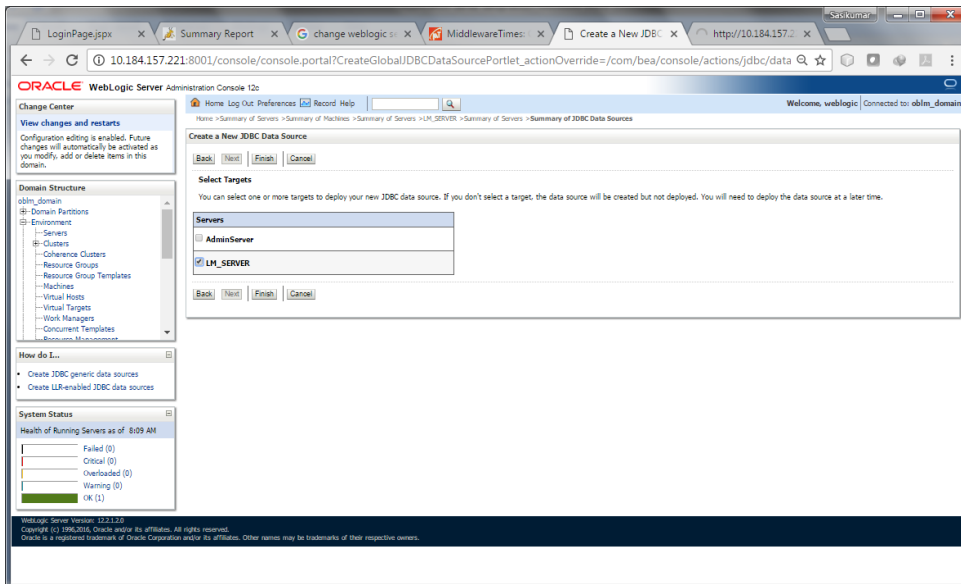 Sasikumar
LoginPage.jspx
Summary Report
change weblogic se
MiddlewareTimes:
Create a New JDBC
http://10.184.157.2
10.184.157.221:8001/console/console.portal?CreateGlobalJDBCDataSourcePortlet_actionOverride=/com/bea/console/actions/jdbc/data
ORACLE WebLogic Server Administration Console 12c
Change Center
View changes and restarts
Configuration editing is enabled. Future
changes will automatically be activated as
you modify, add or delete items in this
domain.
Domain Structure
oblm_domain
Domain Partitions
Environment
Servers
Clusters
Coherence Clusters
Resource Groups
Resource Group Templates
Machines
Virtual Hosts
Virtual Targets
Work Managers
Concurrent Templates
Resource Management
How do I...
Create JDBC generic data sources
Create LLR-enabled JDBC data sources
System Status
Health of Running Servers as of 8:09 AM
Failed (0)
Critical (0)
Overloaded (0)
Warning (0)
OK (1)
Home Log Out Preferences Record Help
Welcome, weblogic Connected to: oblm_domain
Home >Summary of Servers >Summary of Machines >Summary of Servers >LM_SERVER >Summary of Servers >Summary of JDBC Data Sources
Create a New JDBC Data Source
Back Next Finish Cancel
Select Targets
You can select one or more targets to deploy your new JDBC data source. If you don't select a target, the data source will be created but not deployed. You will need to deploy the data source at a later time.
Servers
AdminServer
LM_SERVER
Back Next Finish Cancel
WebLogic Server Version: 12.2.1.2.0
Copyright (c) 1996,2016, Oracle and/or its affiliates. All rights reserved.
Oracle is a registered trademark of Oracle Corporation and/or its affiliates. Other names may be trademarks of their respective owners.